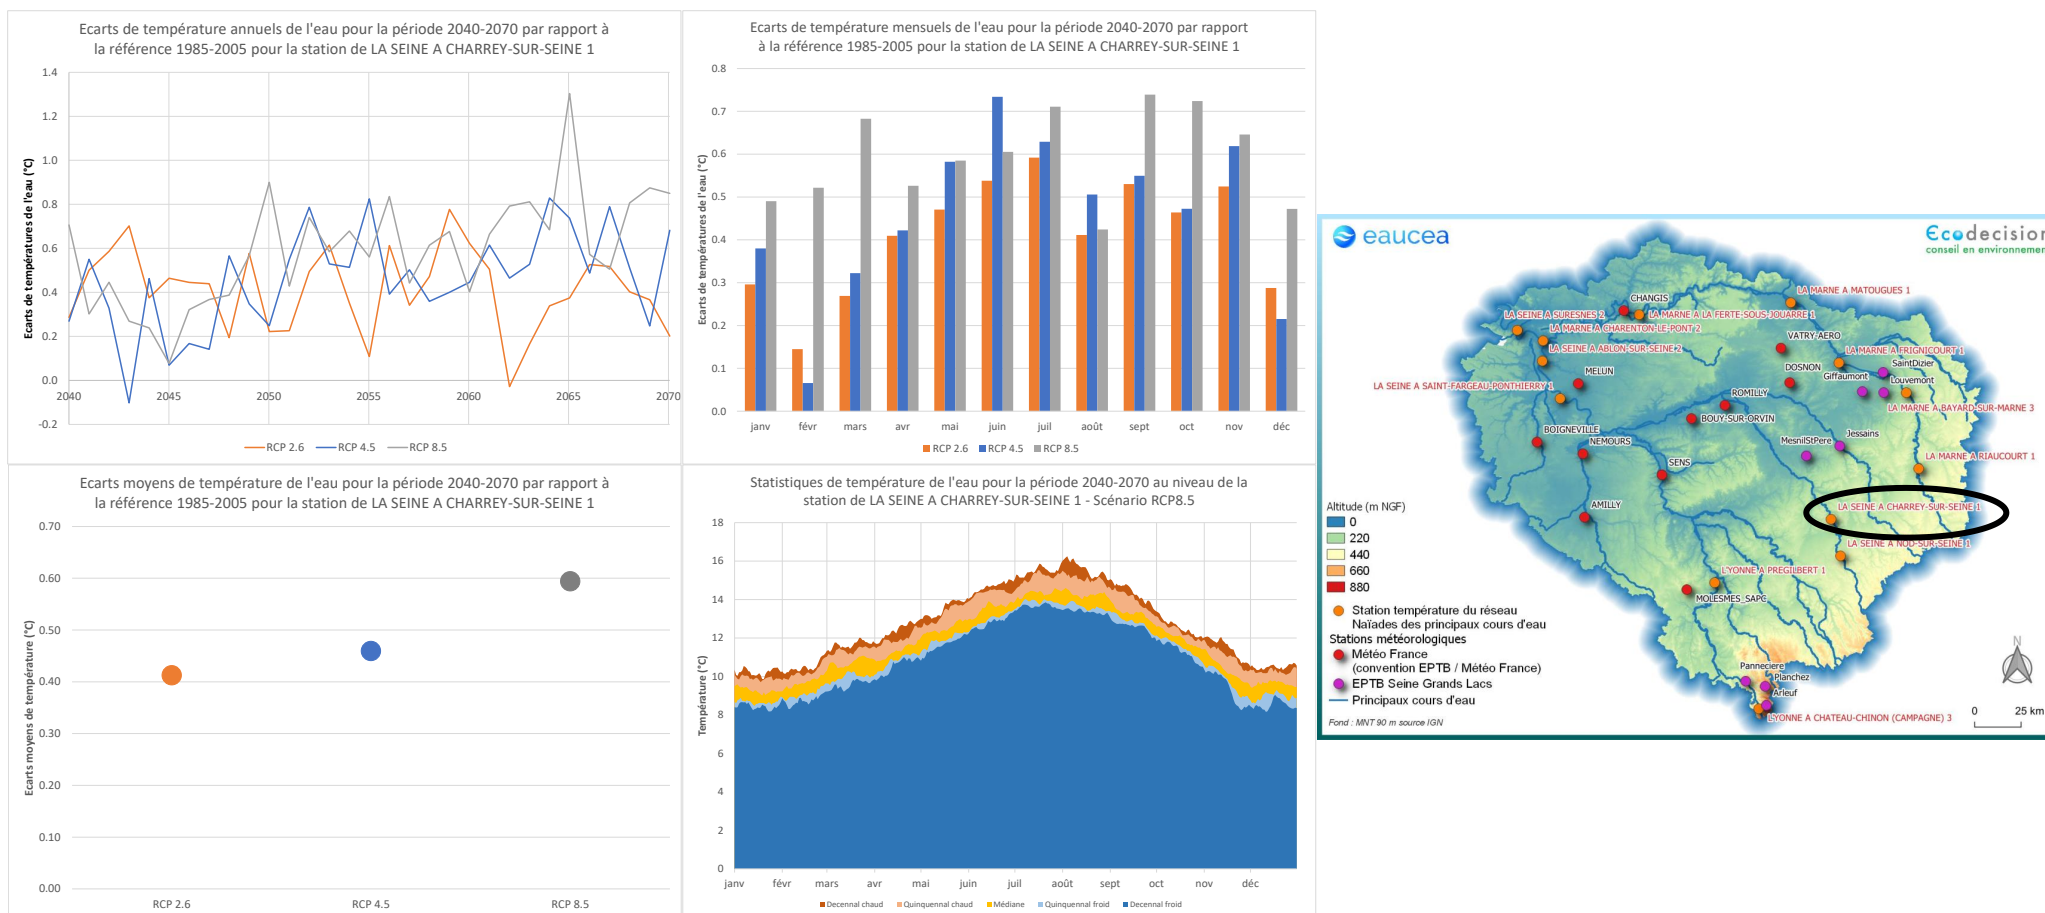 Ecarts de température annuels de l'eau pour la période 2040-2070 par rapport à
la référence 1985-2005 pour la station de LA SEINE A CHARREY-SUR-SEINE 1
Ecarts de températures de l'eau (°C)
1.4
1.2
1.0
0.8
0.6
0.4
0.2
0.0
-0.2
2040 2045 2050 2055 2060 2065 2070
RCP 2.6 RCP 4.5 RCP 8.5
Ecarts de température mensuels de l'eau pour la période 2040-2070 par rapport
à la référence 1985-2005 pour la station de LA SEINE A CHARREY-SUR-SEINE 1
Ecarts de températures de l'eau (°C)
0.8
0.7
0.6
0.5
0.4
0.3
0.2
0.1
0.0
janv févr mars avr mai juin juil août sept oct nov déc
RCP 2.6 RCP 4.5 RCP 8.5
Ecarts moyens de température de l'eau pour la période 2040-2070 par rapport à
la référence 1985-2005 pour la station de LA SEINE A CHARREY-SUR-SEINE 1
Ecarts moyens de température (°C)
0.70
0.60
0.50
0.40
0.30
0.20
0.10
0.00
RCP 2.6 RCP 4.5 RCP 8.5
Statistiques de température de l'eau pour la période 2040-2070 au niveau de la
station de LA SEINE A CHARREY-SUR-SEINE 1 - Scénario RCP8.5
Température (°C)
18
16
14
12
10
8
6
4
2
0
janv févr mars avr mai juin juil août sept oct nov déc
Decennal chaud Quinquennal chaud Médiane Quinquennal froid Decennal froid
eaucea
Ecodecision
conseil en environnemen
LA MARNE A MATOUGUES 1
CHANGIS
LA SEINE A SURESNES 2
LA MARNE A LA FERTE-SOUS-JOUARRE 1
LA MARNE A CHARENTON-LE-PONT 2
VATRY-AERO
LA SEINE A ABLON-SUR-SEINE 2
LA MARNE A FRIGNICOURT 1
SaintDizier
DOSNON
MELUN
Giffaumont
Louvemont
LA SEINE A SAINT-FARGEAU-PONTHIERRY 1
ROMILLY
LA MARNE A BAYARD-SUR-MARNE 3
BOUY-SUR-ORVIN
BOIGNEVILLE
NEMOURS
MesnilStPere
Jessains
LA MARNE A RIAUCOURT 1
SENS
AMILLY
LA SEINE A CHARREY-SUR-SEINE 1
LA SEINE A NOD-SUR-SEINE 1
L'YONNE A PREGILBERT 1
MOLESMES_SAPC
Panneciere
Planchez
Arleuf
L'YONNE A CHATEAU-CHINON (CAMPAGNE) 3
Altitude (m NGF)
0
220
440
660
880
Station température du réseau
Naïades des principaux cours d'eau
Stations météorologiques
Météo France
(convention EPTB / Météo France)
EPTB Seine Grands Lacs
Principaux cours d'eau
Fond : MNT 90 m source IGN
N
0 25 km